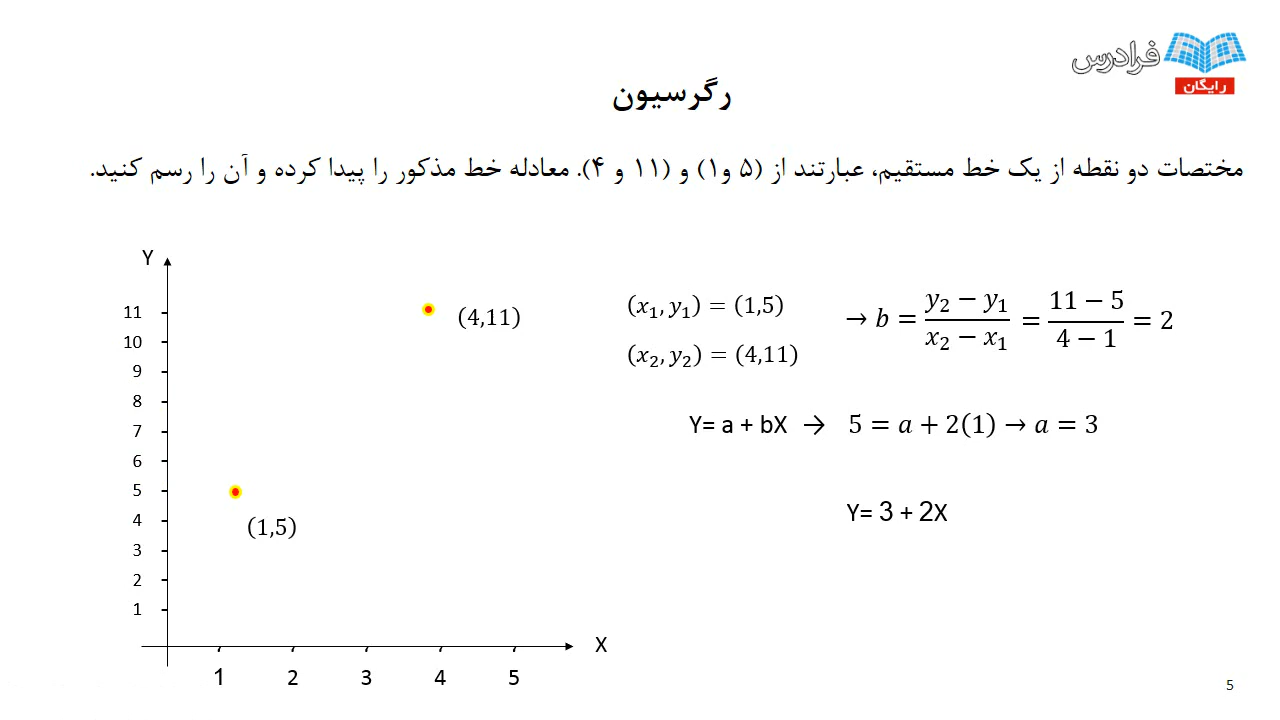 فرادرس
رایگان
رگرسیون
مختصات دو نقطه از یک خط مستقیم، عبارتند از (۵ و۱) و (۱۱ و ۴). معادله خط مذکور را پیدا کرده و آن را رسم کنید.
Y
11
10
9
8
7
6
5
4
3
2
1
(4,11)
(1,5)
X
1 2 3 4 5
(x₁, y₁) = (1,5)
(x₂, y₂) = (4,11)
→ b = (y₂ − y₁)/(x₂ − x₁) = (11 − 5)/(4 − 1) = 2
Y= a + bX → 5 = a + 2(1) → a = 3
Y= 3 + 2X
5